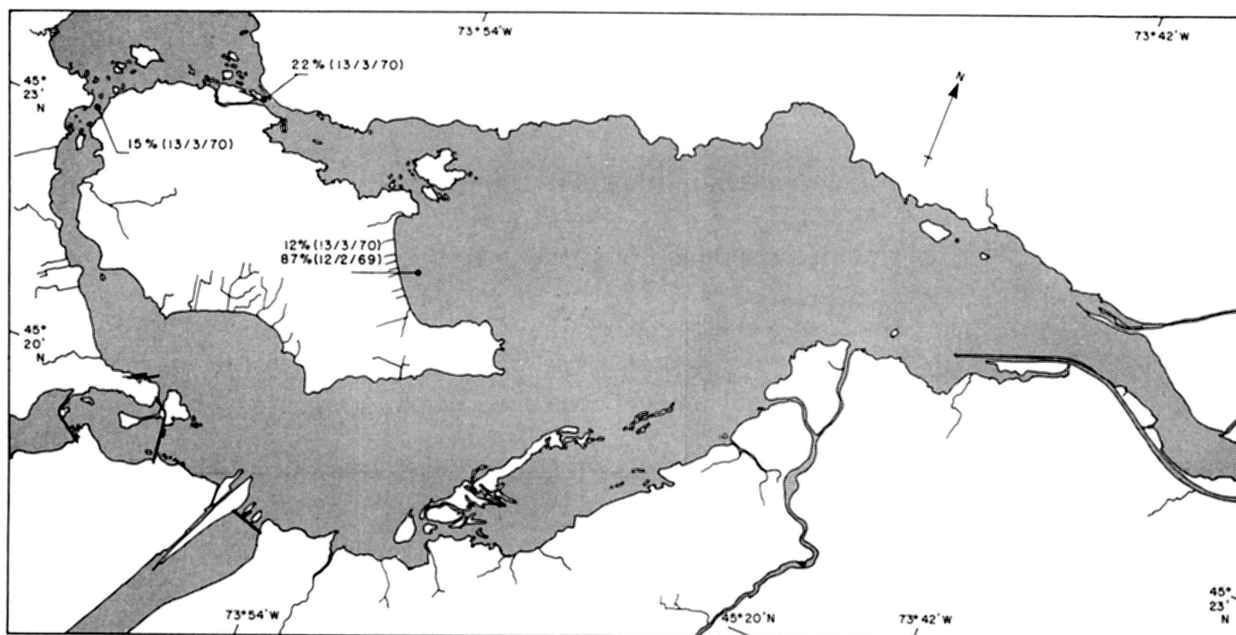 73°54'W
73°42'W
45°
23'
N
22% (13/3/70)
N
15% (13/3/70)
12% (13/3/70)
87% (12/2/69)
45°
20'
N
73°54'W
45°20'N
73°42'W
45°
23'
N